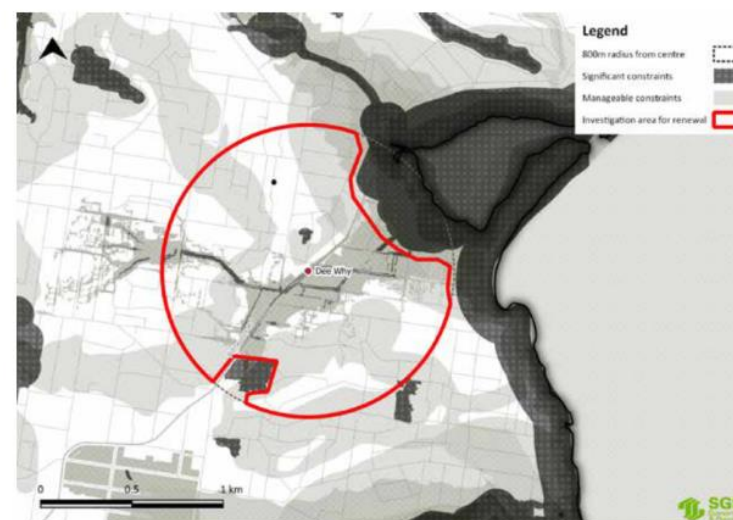 Legend
800m radius from centre
Significant constraints
Manageable constraints
Investigation area for renewal
Dee Why
0 0.5 1 km
SGS